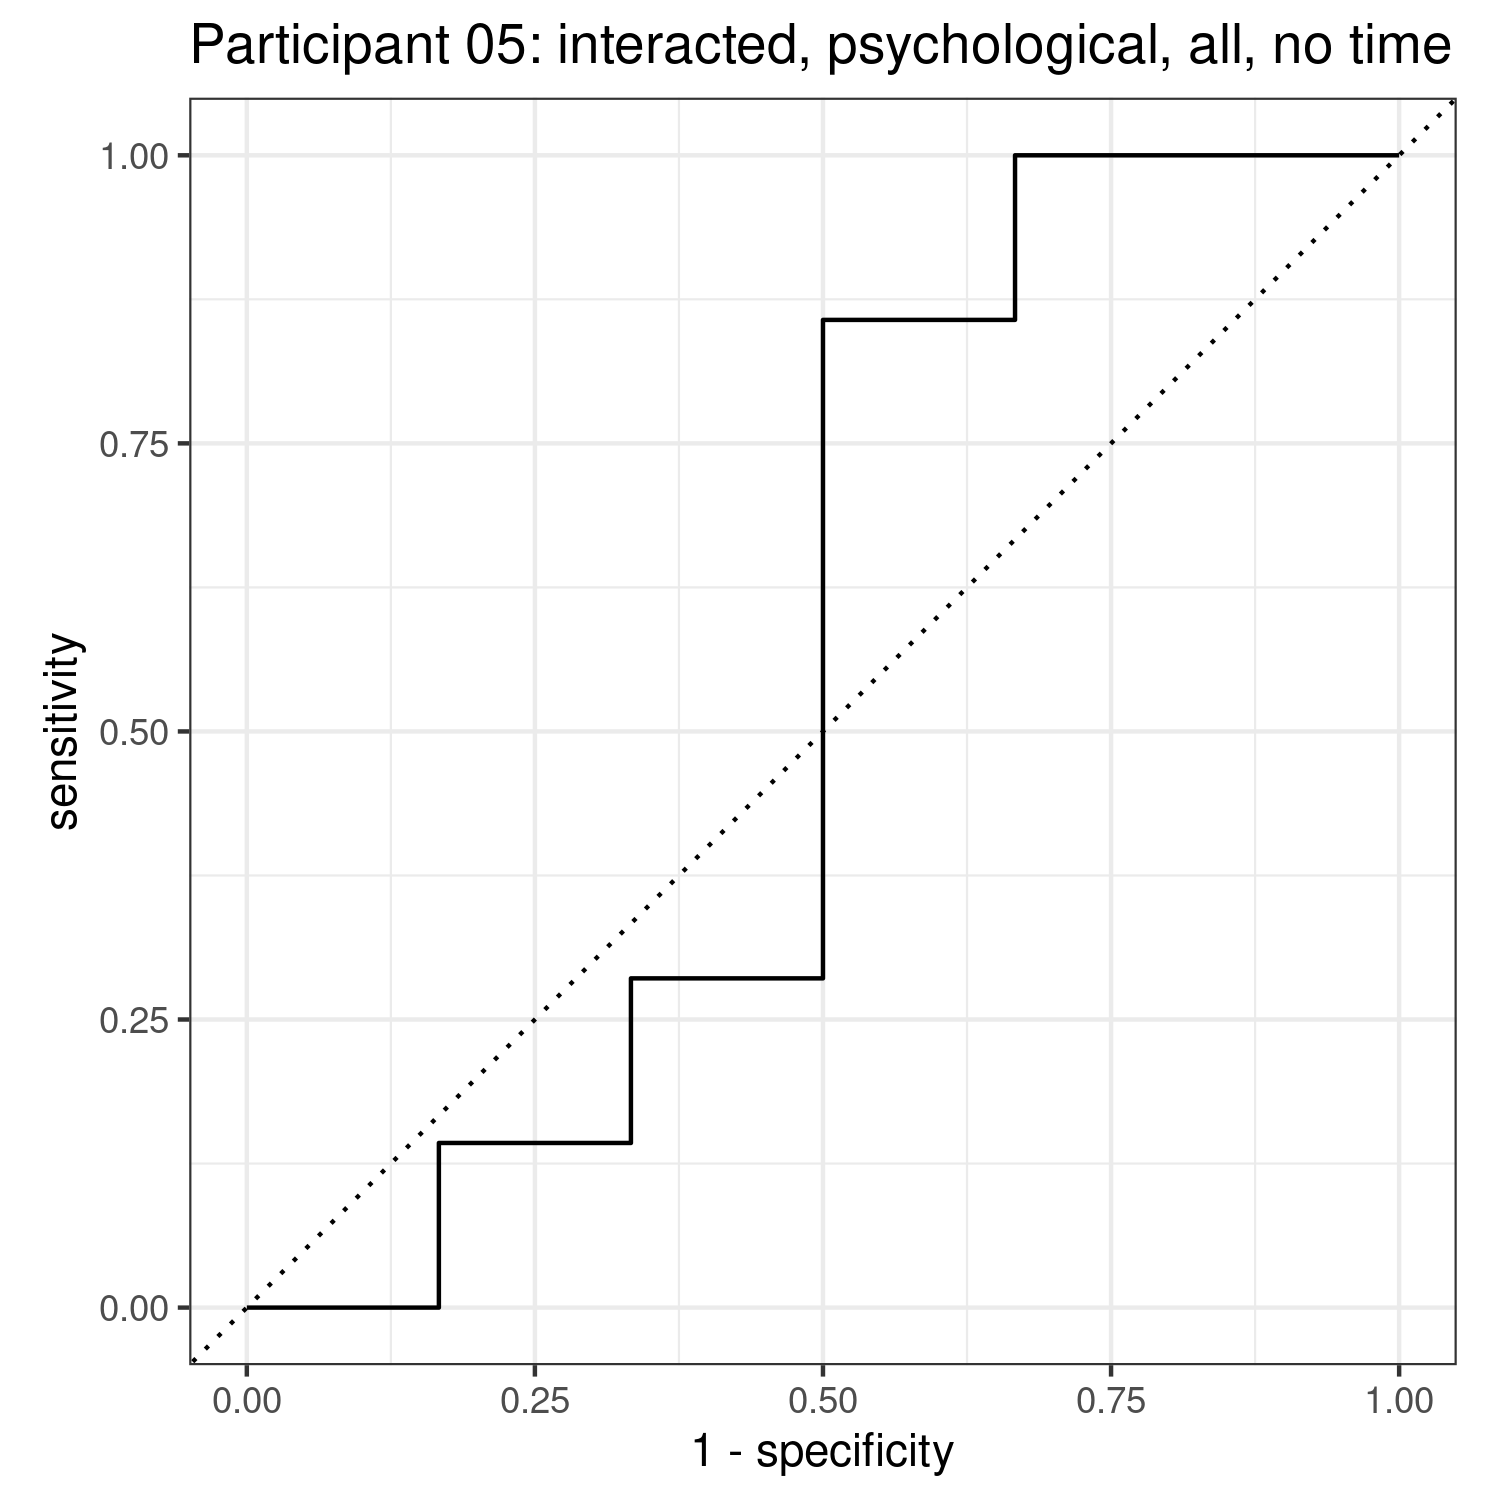 Participant 05: interacted, psychological, all, no time
sensitivity
1.00
0.75
0.50
0.25
0.00
0.00 0.25 0.50 0.75 1.00
1 - specificity